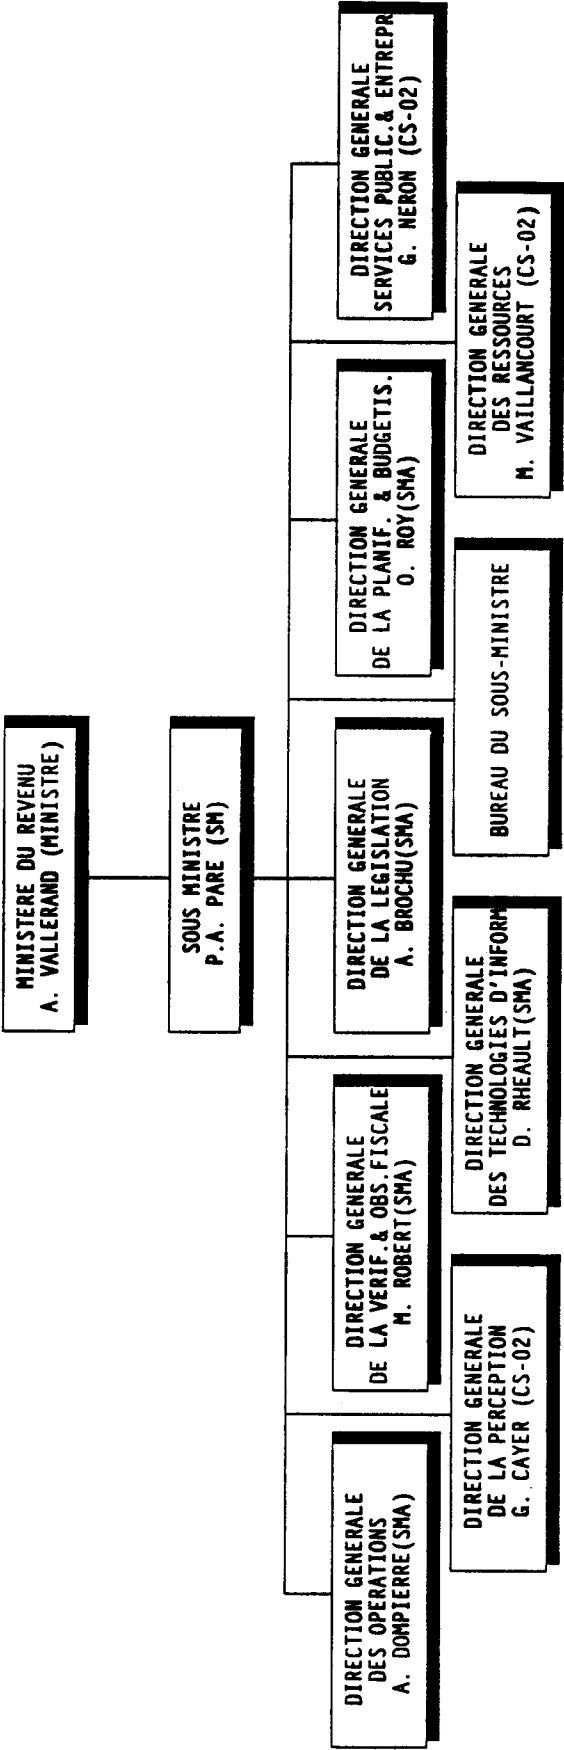 MINISTERE DU REVENU
A. VALLERAND (MINISTRE)
SOUS MINISTRE
P.A. PARE (SM)
DIRECTION GENERALE
DES OPERATIONS
A. DOMPIERRE(SMA)
DIRECTION GENERALE
DE LA VERIF.& OBS.FISCALE
M. ROBERT(SMA)
DIRECTION GENERALE
DE LA LEGISLATION
A. BROCHU(SMA)
DIRECTION GENERALE
DE LA PLANIF. & BUDGETIS.
O. ROY(SMA)
DIRECTION GENERALE
SERVICES PUBLIC.& ENTREPR
G. NERON (CS-02)
DIRECTION GENERALE
DE LA PERCEPTION
G. CAYER (CS-02)
DIRECTION GENERALE
DES TECHNOLOGIES D'INFORM
D. RHEAULT(SMA)
BUREAU DU SOUS-MINISTRE
DIRECTION GENERALE
DES RESSOURCES
M. VAILLANCOURT (CS-02)